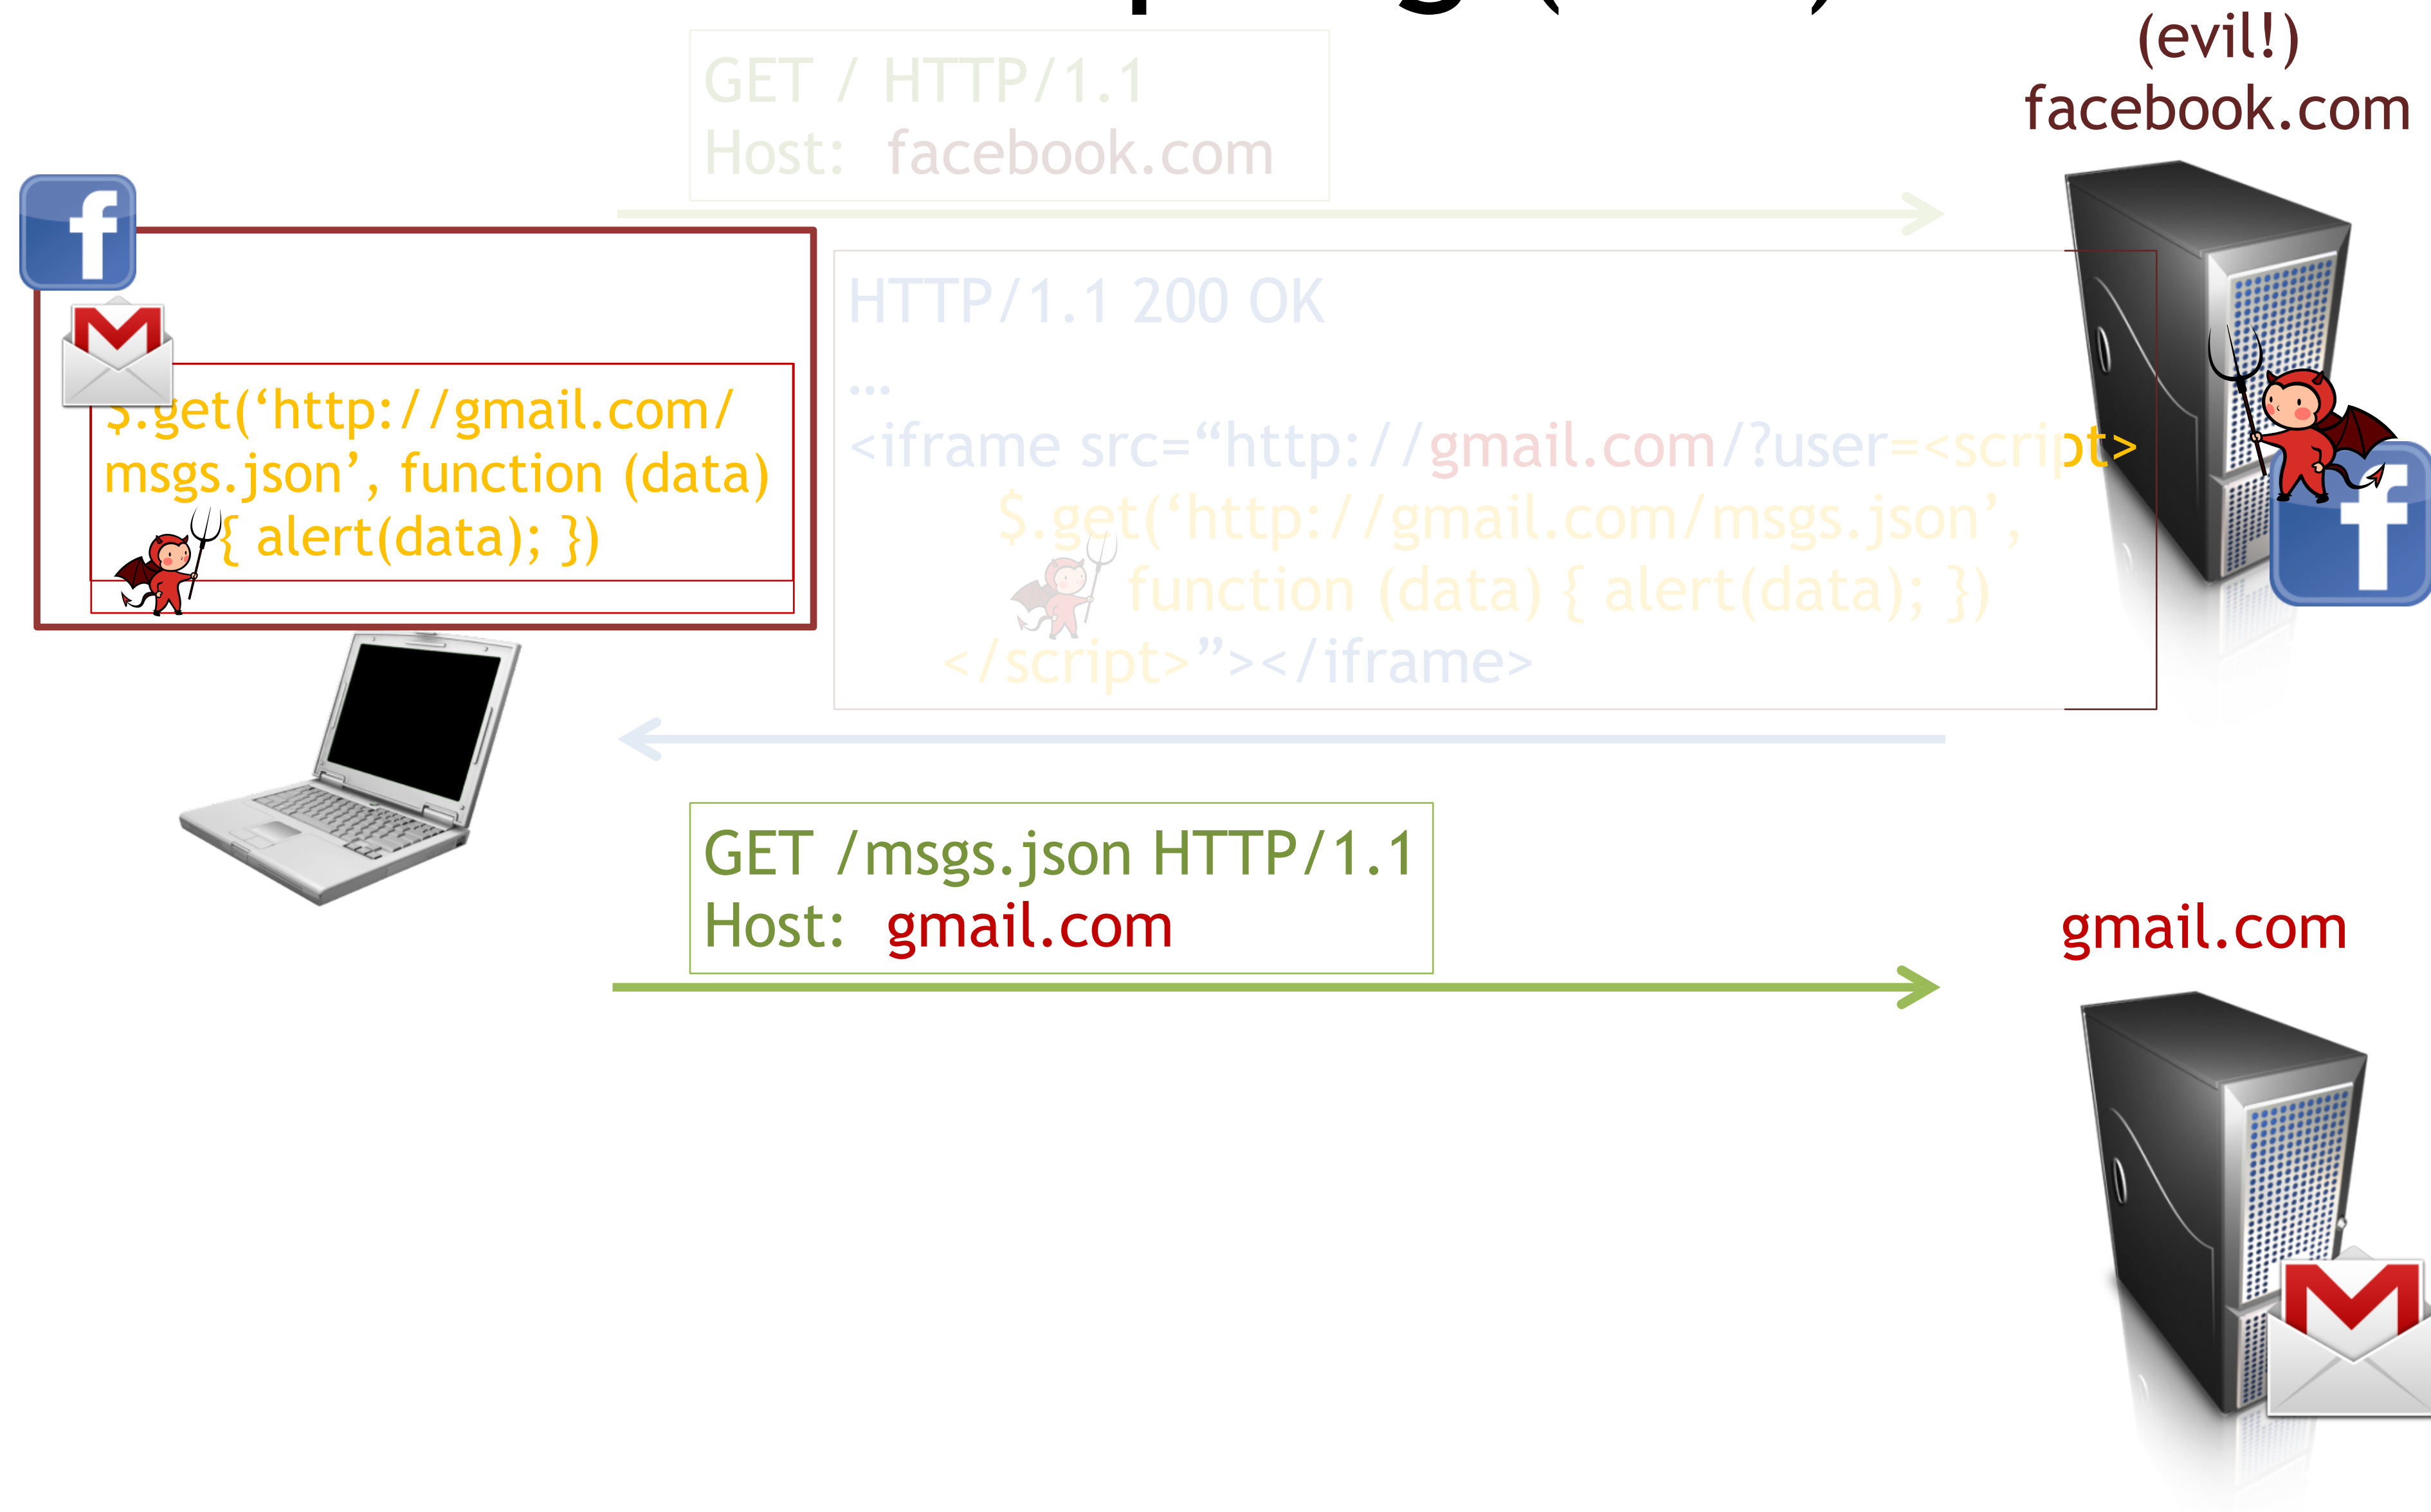 (evil!)
facebook.com
GET / HTTP/1.1
Host: facebook.com
HTTP/1.1 200 OK
...
<iframe src=“http://gmail.com/?user=<script>
$.get(‘http://gmail.com/msgs.json’,
function (data) { alert(data); })
</script>”></iframe>
$.get(‘http://gmail.com/
msgs.json’, function (data)
{ alert(data); })
GET /msgs.json HTTP/1.1
Host: gmail.com
gmail.com